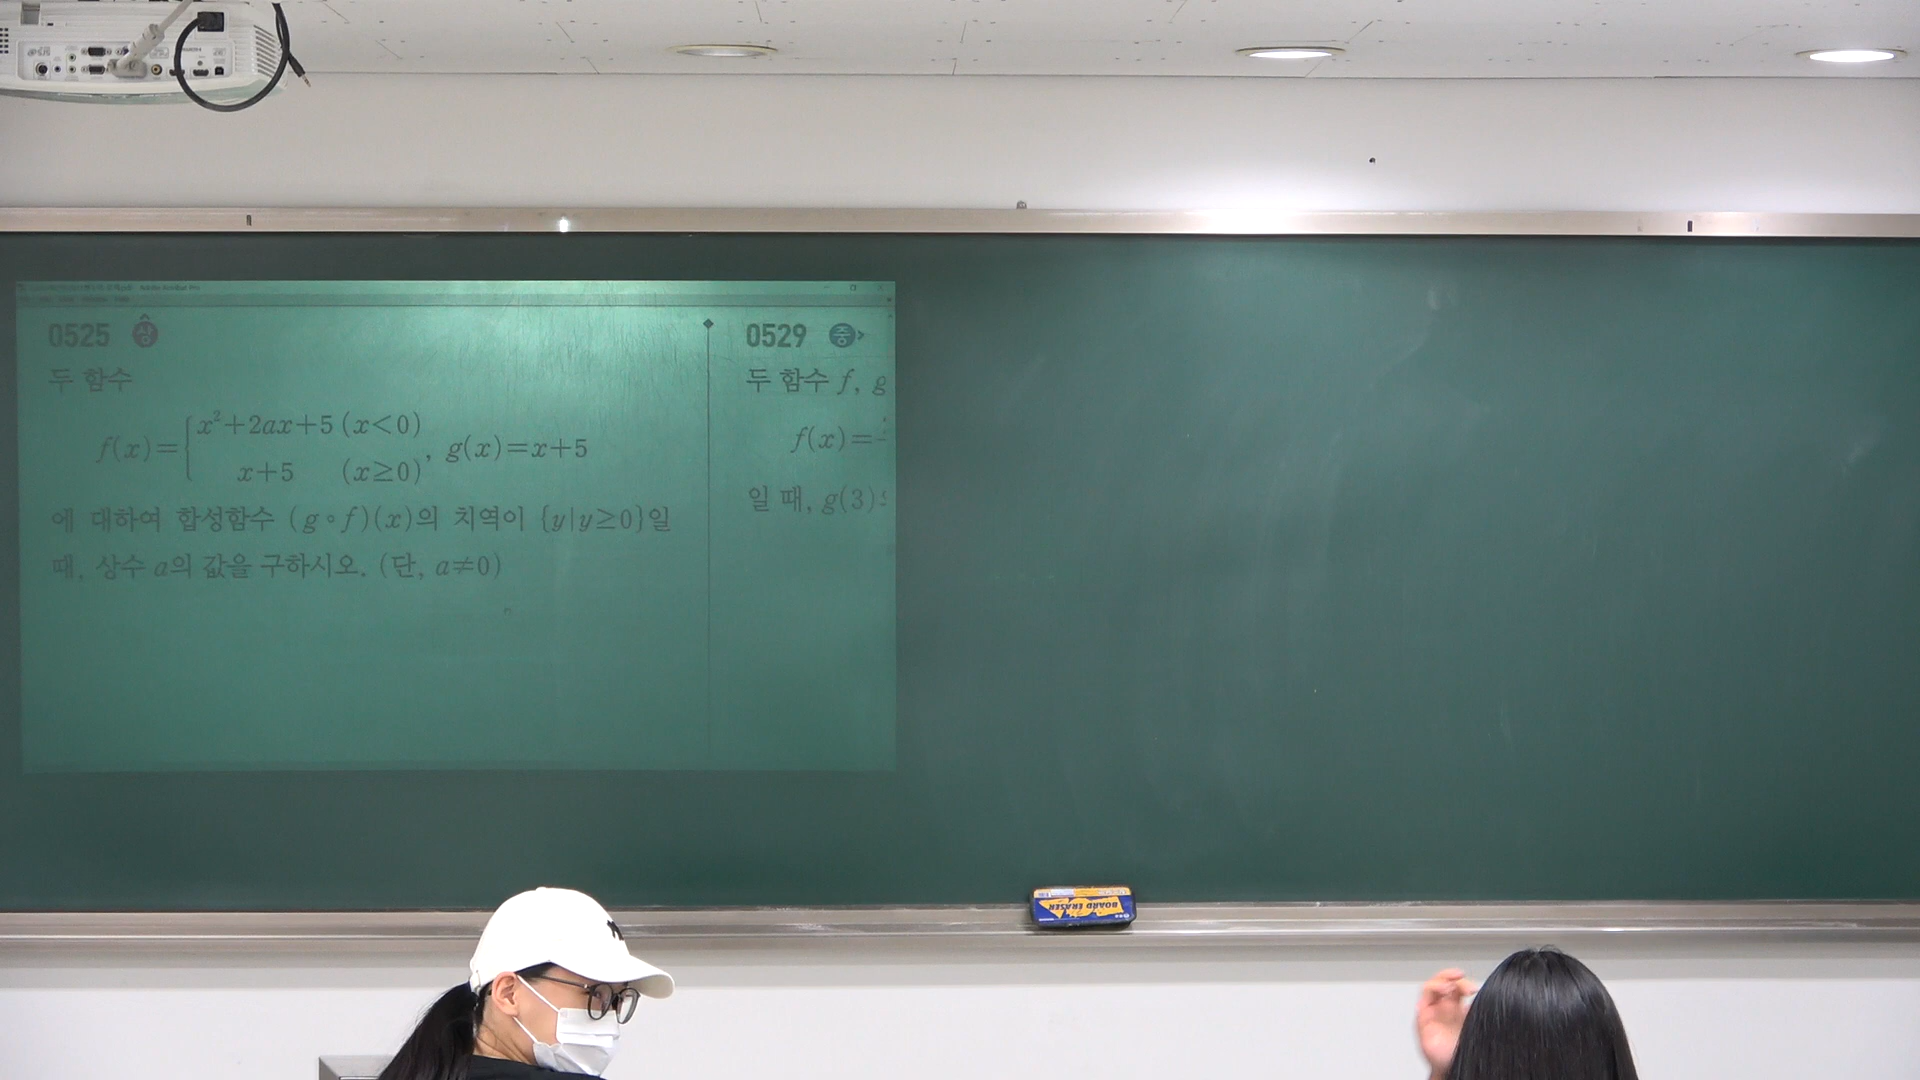 0525 상
두 함수
f(x)={x²+2ax+5 (x<0)
x+5 (x≥0), g(x)=x+5
에 대하여 합성함수 (g∘f)(x)의 치역이 {y|y≥0}일
때, 상수 a의 값을 구하시오. (단, a≠0)
0529 중
두 함수 f, g
f(x)=
일 때, g(3)
BOARD ERASER